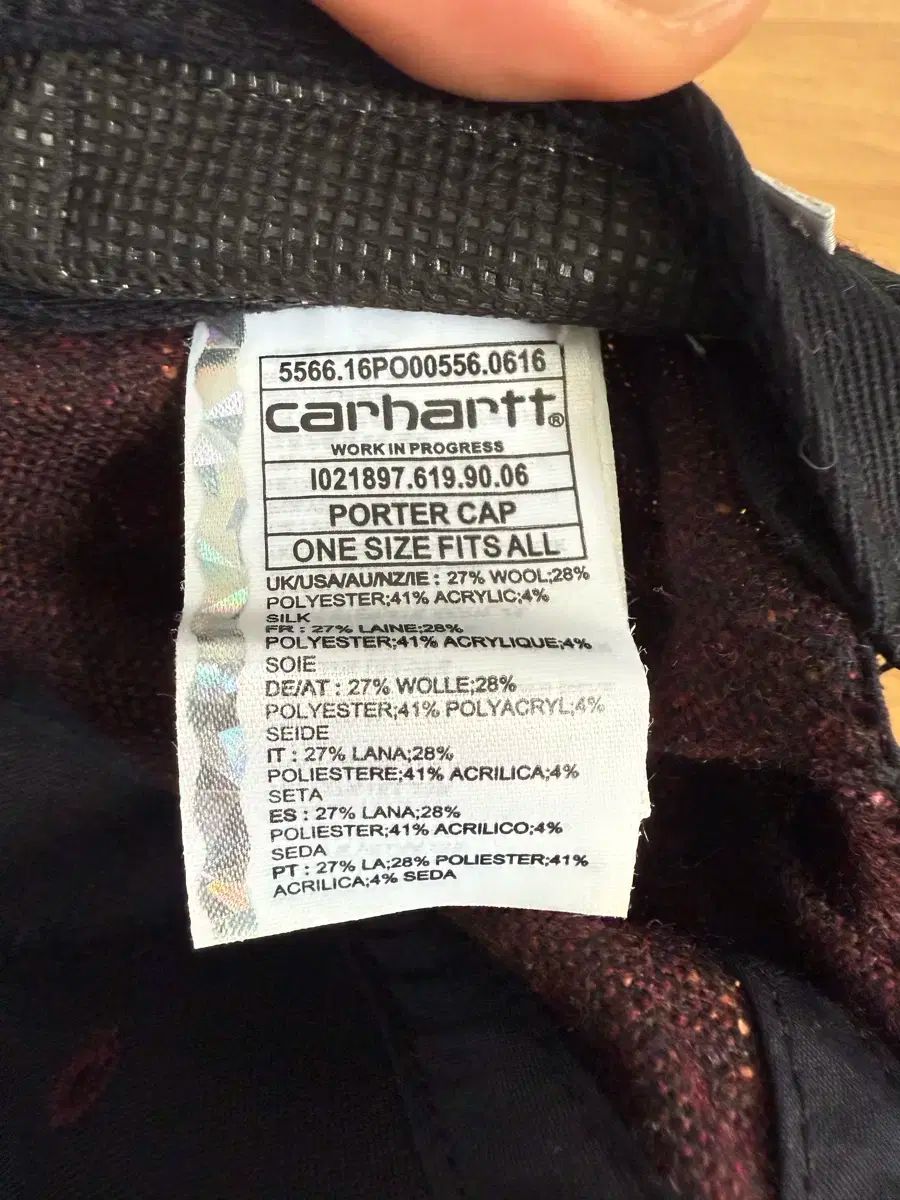 5566.16PO00556.0616
carhartt®
WORK IN PROGRESS
I021897.619.90.06
PORTER CAP
ONE SIZE FITS ALL
UK/USA/AU/NZ/IE : 27% WOOL;28%
POLYESTER;41% ACRYLIC;4%
SILK
FR : 27% LAINE;28%
POLYESTER;41% ACRYLIQUE;4%
SOIE
DE/AT : 27% WOLLE;28%
POLYESTER;41% POLYACRYL;4%
SEIDE
IT : 27% LANA;28%
POLIESTERE;41% ACRILICA;4%
SETA
ES : 27% LANA;28%
POLIESTER;41% ACRILICO;4%
SEDA
PT : 27% LA;28% POLIESTER;41%
ACRILICA;4% SEDA